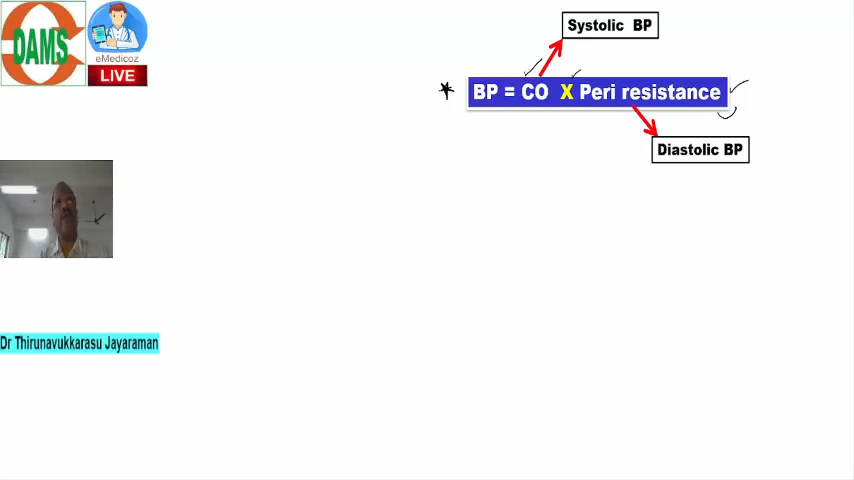 Systolic BP
DAMS
eMedicoz
LIVE
BP = CO X Peri resistance
Diastolic BP
Dr Thirunavukkarasu Jayaraman